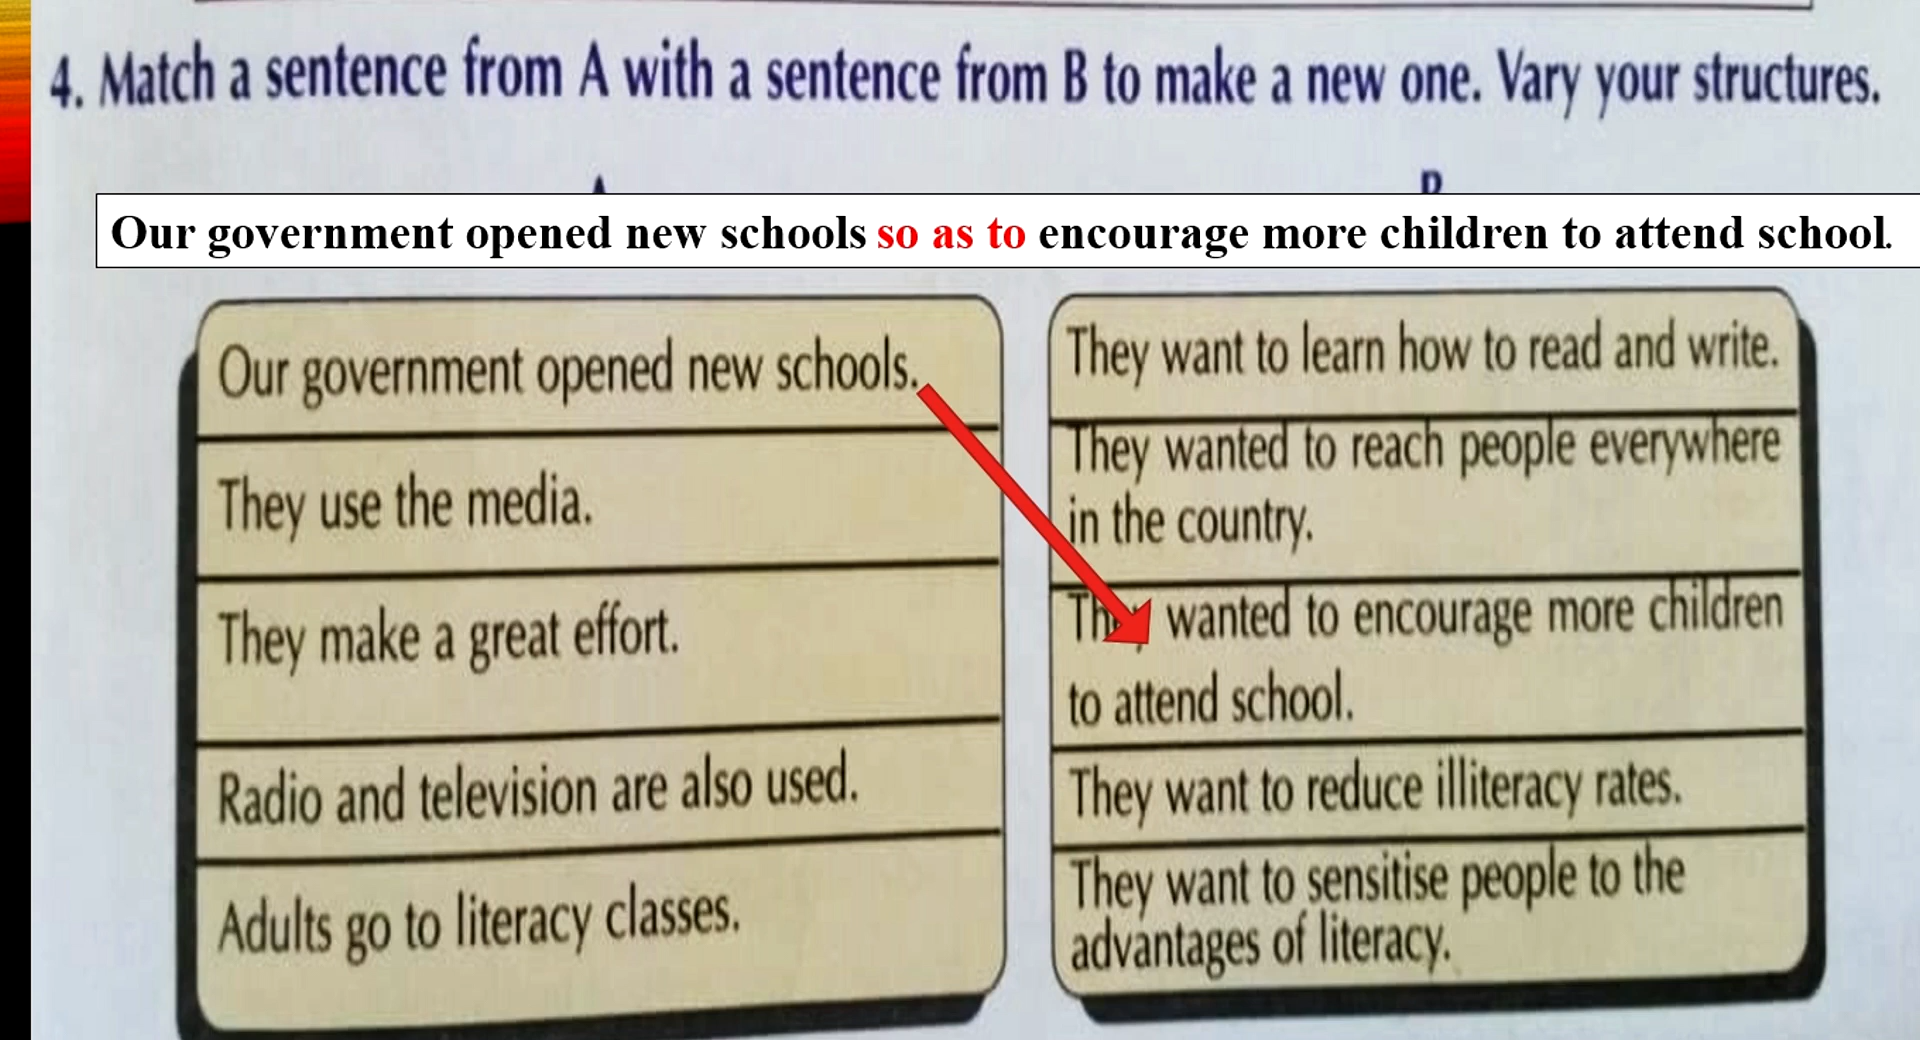 4. Match a sentence from A with a sentence from B to make a new one. Vary your structures.
Our government opened new schools so as to encourage more children to attend school.
Our government opened new schools.
They use the media.
They make a great effort.
Radio and television are also used.
Adults go to literacy classes.
They want to learn how to read and write.
They wanted to reach people everywhere
in the country.
They wanted to encourage more children
to attend school.
They want to reduce illiteracy rates.
They want to sensitise people to the
advantages of literacy.